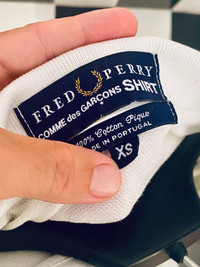 FRED PERRY
COMME des GARÇONS SHIRT
100% Cotton Pique
MADE IN PORTUGAL
XS